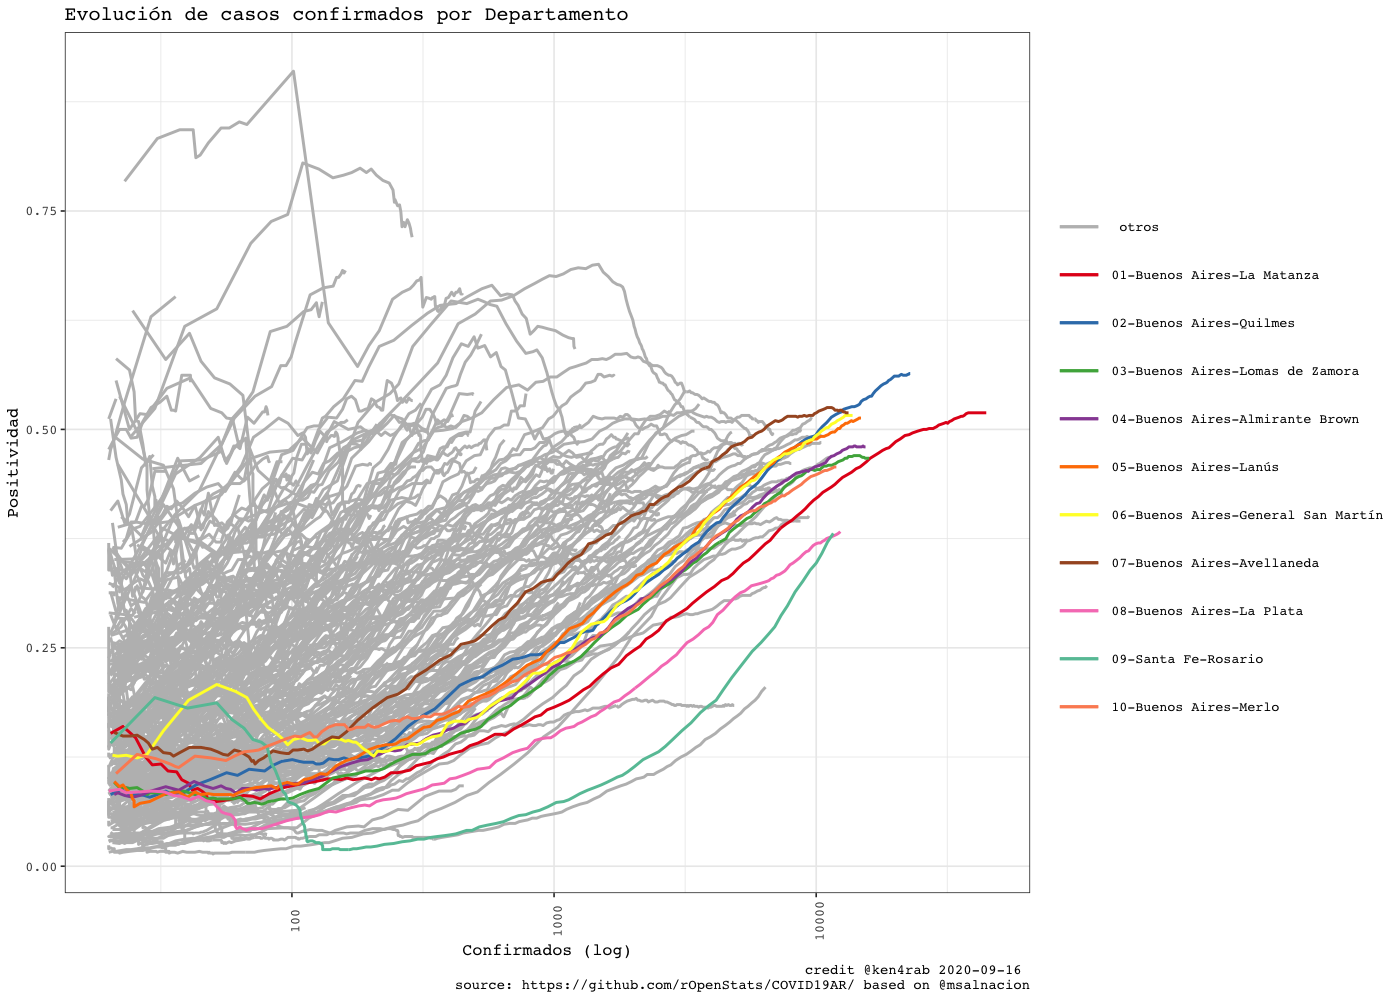 Evolución de casos confirmados por Departamento
Positividad
0.75
0.50
0.25
0.00
100
1000
10000
Confirmados (log)
otros
01-Buenos Aires-La Matanza
02-Buenos Aires-Quilmes
03-Buenos Aires-Lomas de Zamora
04-Buenos Aires-Almirante Brown
05-Buenos Aires-Lanús
06-Buenos Aires-General San Martín
07-Buenos Aires-Avellaneda
08-Buenos Aires-La Plata
09-Santa Fe-Rosario
10-Buenos Aires-Merlo
credit @ken4rab 2020-09-16
source: https://github.com/rOpenStats/COVID19AR/ based on @msalnacion